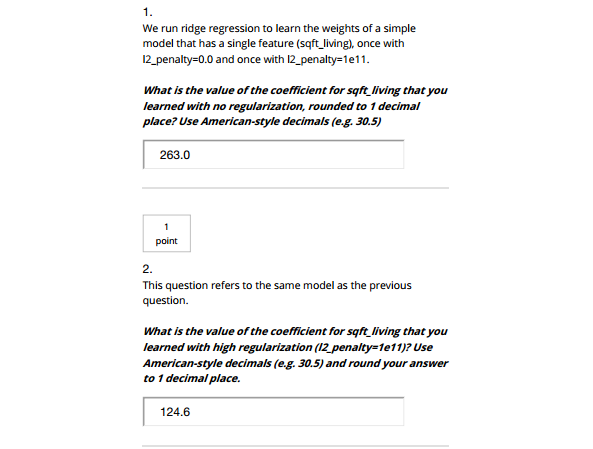 1.
We run ridge regression to learn the weights of a simple
model that has a single feature (sqft_living), once with
l2_penalty=0.0 and once with l2_penalty=1e11.
What is the value of the coefficient for sqft_living that you
learned with no regularization, rounded to 1 decimal
place? Use American-style decimals (e.g. 30.5)
263.0
1
point
2.
This question refers to the same model as the previous
question.
What is the value of the coefficient for sqft_living that you
learned with high regularization (l2_penalty=1e11)? Use
American-style decimals (e.g. 30.5) and round your answer
to 1 decimal place.
124.6